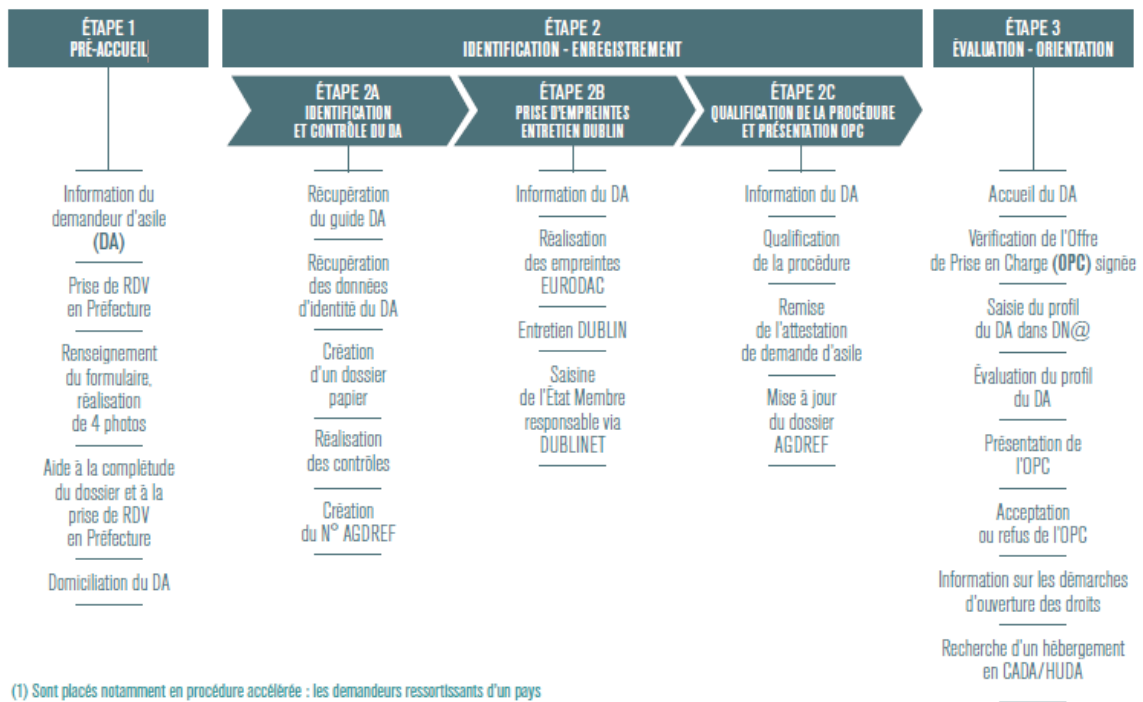 ÉTAPE 1
PRÉ-ACCUEIL
Information du
demandeur d'asile
(DA)
Prise de RDV
en Préfecture
Renseignement
du formulaire,
réalisation
de 4 photos
Aide à la complétude
du dossier et à la
prise de RDV
en Préfecture
Domiciliation du DA
ÉTAPE 2
IDENTIFICATION - ENREGISTREMENT
ÉTAPE 2A
IDENTIFICATION
ET CONTRÔLE DU DA
Récupération
du guide DA
Récupération
des données
d'identité du DA
Création
d'un dossier
papier
Réalisation
des contrôles
Création
du N° AGDREF
ÉTAPE 2B
PRISE D'EMPREINTES
ENTRETIEN DUBLIN
Information du DA
Réalisation
des empreintes
EURODAC
Entretien DUBLIN
Saisine
de l'État Membre
responsable via
DUBLINET
ÉTAPE 2C
QUALIFICATION DE LA PROCÉDURE
ET PRÉSENTATION OPC
Information du DA
Qualification
de la procédure
Remise
de l'attestation
de demande d'asile
Mise à jour
du dossier
AGDREF
ÉTAPE 3
ÉVALUATION - ORIENTATION
Accueil du DA
Vérification de l'Offre
de Prise en Charge (OPC) signée
Saisie du profil
du DA dans DN@
Évaluation du profil
du DA
Présentation de
l'OPC
Acceptation
ou refus de l'OPC
Information sur les démarches
d'ouverture des droits
Recherche d'un hébergement
en CADA/HUDA
(1) Sont placés notamment en procédure accélérée : les demandeurs ressortissants d'un pays